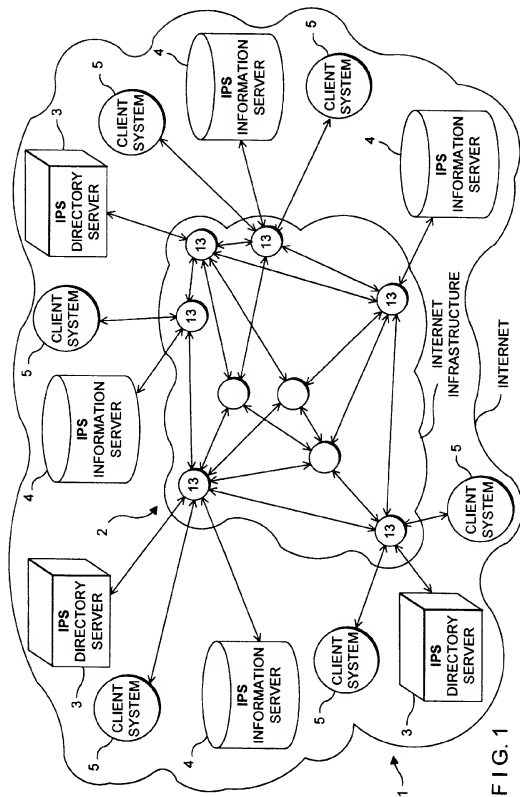 3
IPS
DIRECTORY
SERVER
5
CLIENT
SYSTEM
4
IPS
INFORMATION
SERVER
5
CLIENT
SYSTEM
3
IPS
DIRECTORY
SERVER
5
CLIENT
SYSTEM
2
4
IPS
INFORMATION
SERVER
13
13
13
13
13
13
4
IPS
INFORMATION
SERVER
5
CLIENT
SYSTEM
5
CLIENT
SYSTEM
3
IPS
DIRECTORY
SERVER
4
IPS
INFORMATION
SERVER
INTERNET
INFRASTRUCTURE
5
CLIENT
SYSTEM
INTERNET
1
FIG. 1